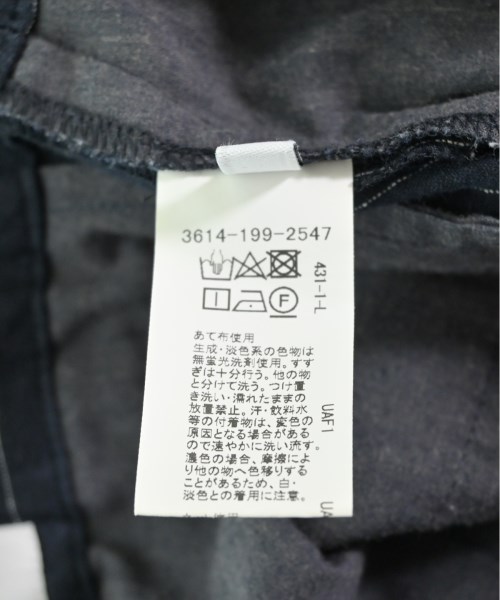 3614-199-2547
431-1-L
F
あて布使用
生成・淡色系の色物は
無蛍光洗剤使用。すす
ぎは十分行う。他の物
と分けて洗う。つけ置
き洗い・濡れたままの
放置禁止。汗・飲料水
等の付着物は、変色の
原因となる場合がある
ので速やかに洗い流す。
濃色の場合、摩擦によ
り他の物へ色移りする
ことがあるため、白・
淡色との着用に注意。
UAF1
UAF